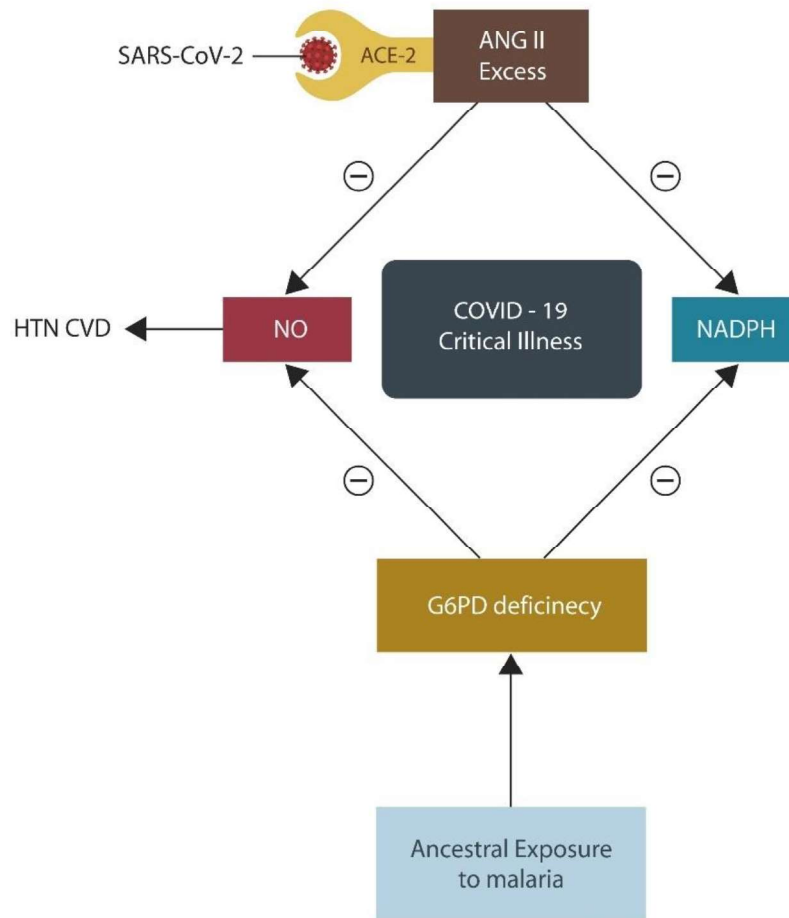 SARS-CoV-2
ACE-2
ANG II
Excess
−
−
HTN CVD
NO
COVID - 19
Critical Illness
NADPH
−
−
G6PD deficinecy
Ancestral Exposure
to malaria